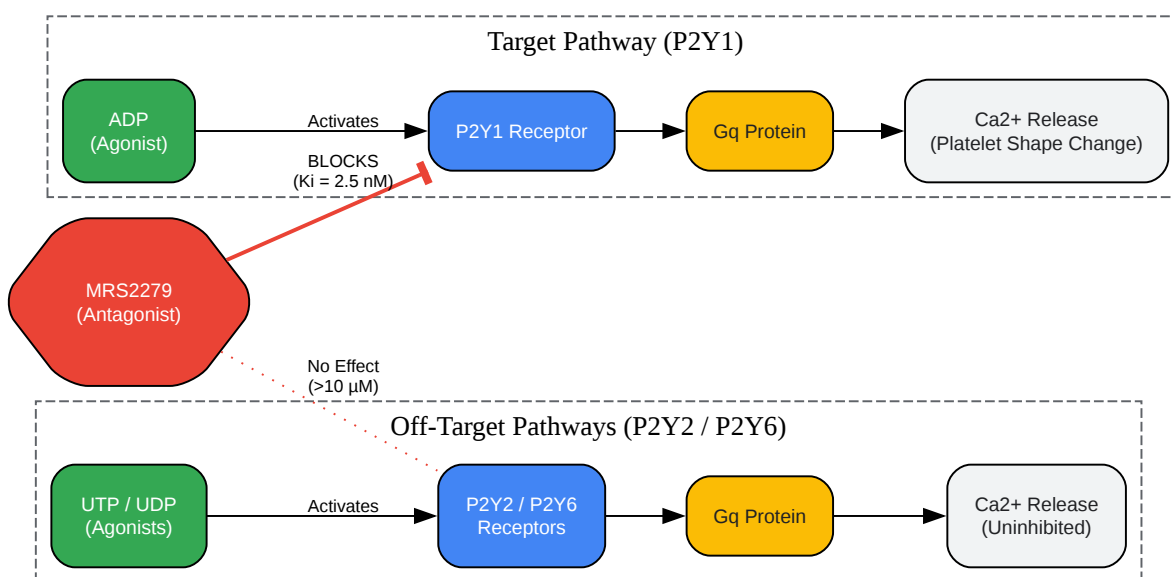 Target Pathway (P2Y1)
ADP
(Agonist)
Activates
P2Y1 Receptor
Gq Protein
Ca2+ Release
(Platelet Shape Change)
BLOCKS
(Ki = 2.5 nM)
MRS2279
(Antagonist)
No Effect
(>10 µM)
Off-Target Pathways (P2Y2 / P2Y6)
UTP / UDP
(Agonists)
Activates
P2Y2 / P2Y6
Receptors
Gq Protein
Ca2+ Release
(Uninhibited)